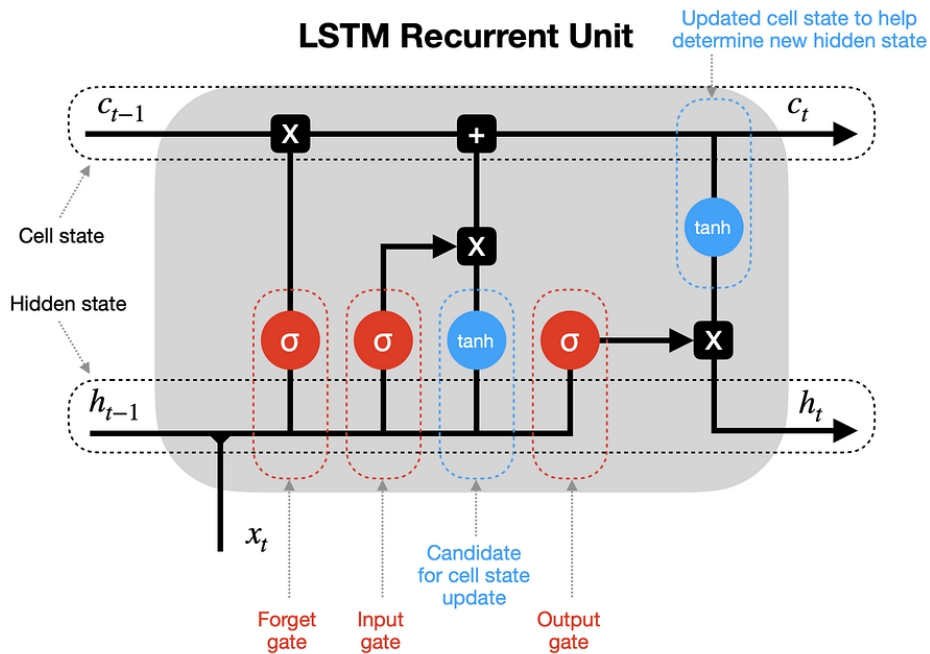 LSTM Recurrent Unit
Updated cell state to help
determine new hidden state
c_{t−1}
c_t
X
+
Cell state
X
tanh
Hidden state
σ
σ
tanh
σ
X
h_{t−1}
h_t
x_t
Candidate
for cell state
update
Forget
gate
Input
gate
Output
gate